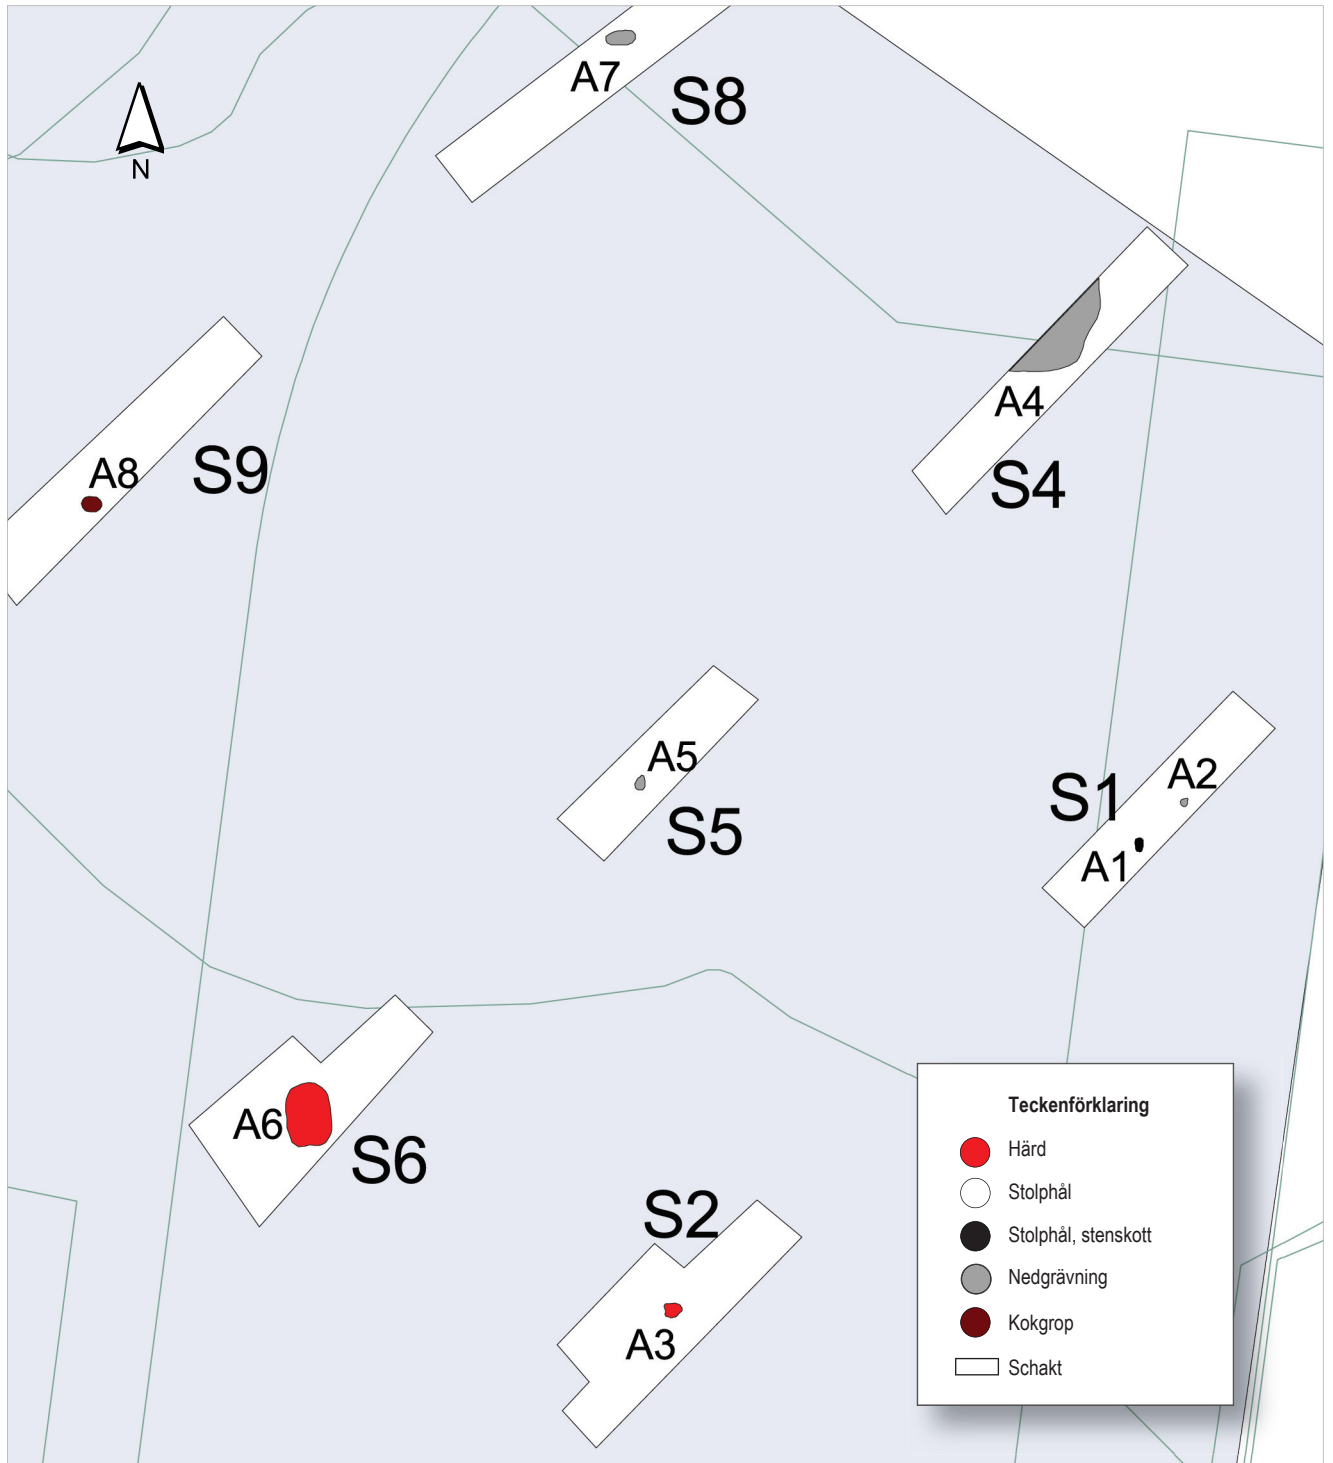 A7
S8
N
A8
S9
A4
S4
A5
S5
S1
A2
A1
A6
S6
S2
A3
Teckenförklaring
Härd
Stolphål
Stolphål, stenskott
Nedgrävning
Kokgrop
Schakt